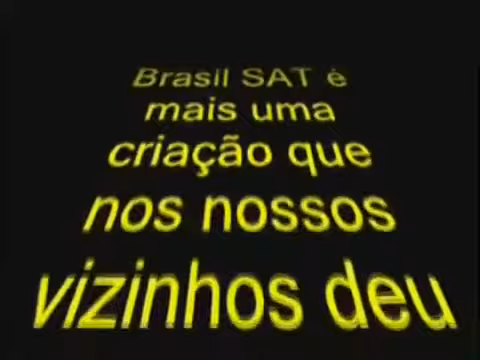 Brasil SAT é
mais uma
criação que
nos nossos
vizinhos deu